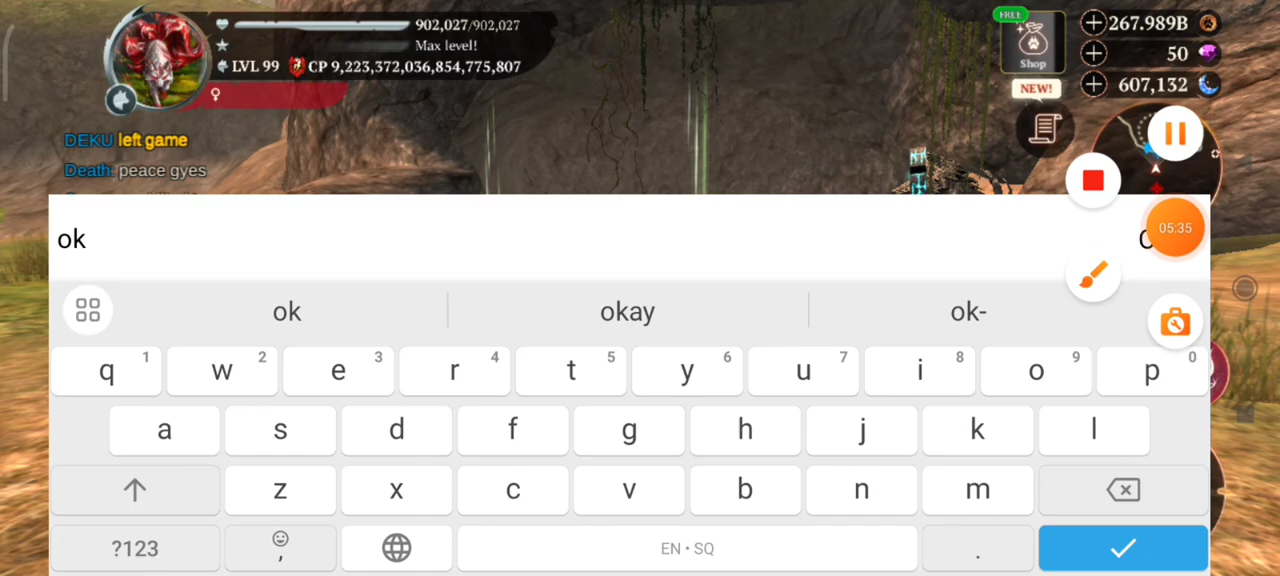 902,027/902,027
Max level!
LVL 99 CP 9,223,372,036,854,775,807
FREE
Shop
NEW!
267.989B
50
607,132
DEKU left game
Death: peace gyes
05:35
ok
ok okay ok-
q 1 w 2 e 3 r 4 t 5 y 6 u 7 i 8 o 9 p 0
a s d f g h j k l
z x c v b n m
?123 , EN • SQ .